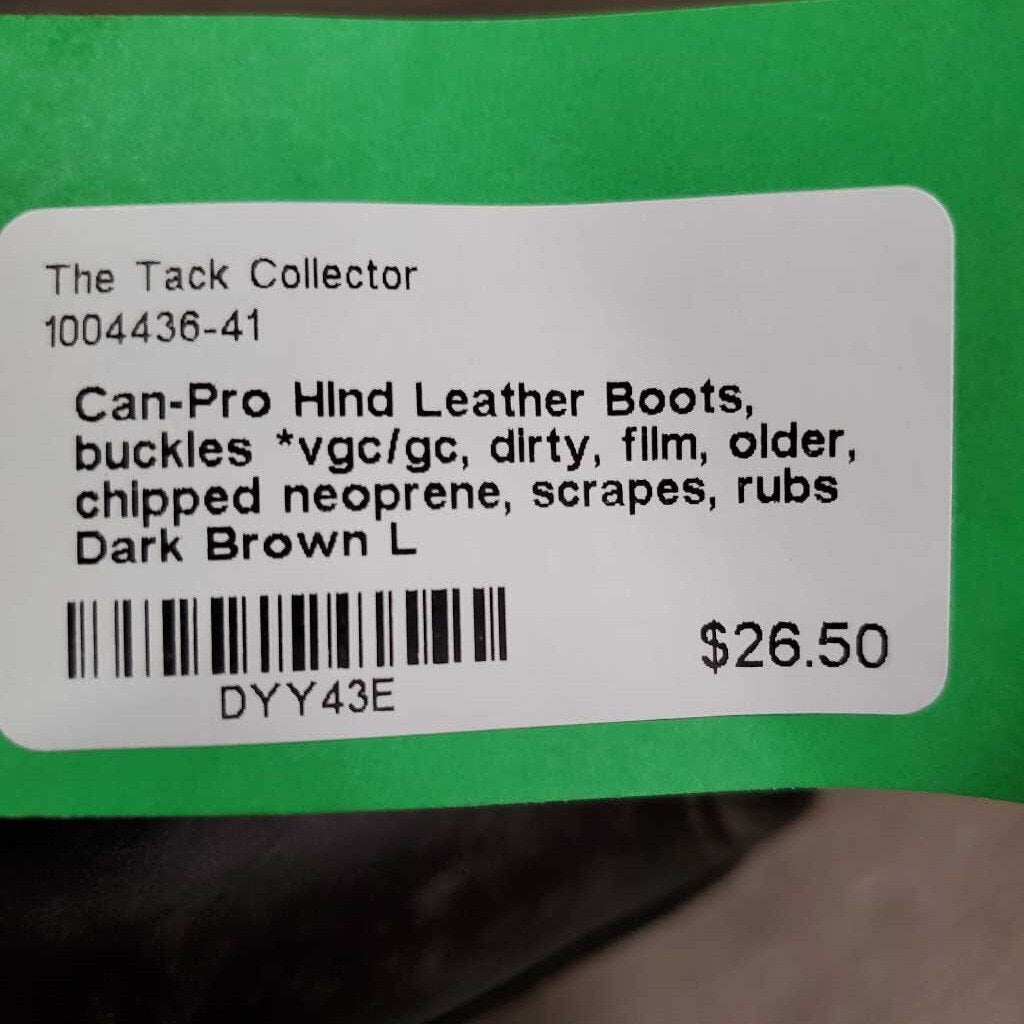 The Tack Collector
1004436-41
Can-Pro Hind Leather Boots,
buckles *vgc/gc, dirty, film, older,
chipped neoprene, scrapes, rubs
Dark Brown L
DYY43E
$26.50